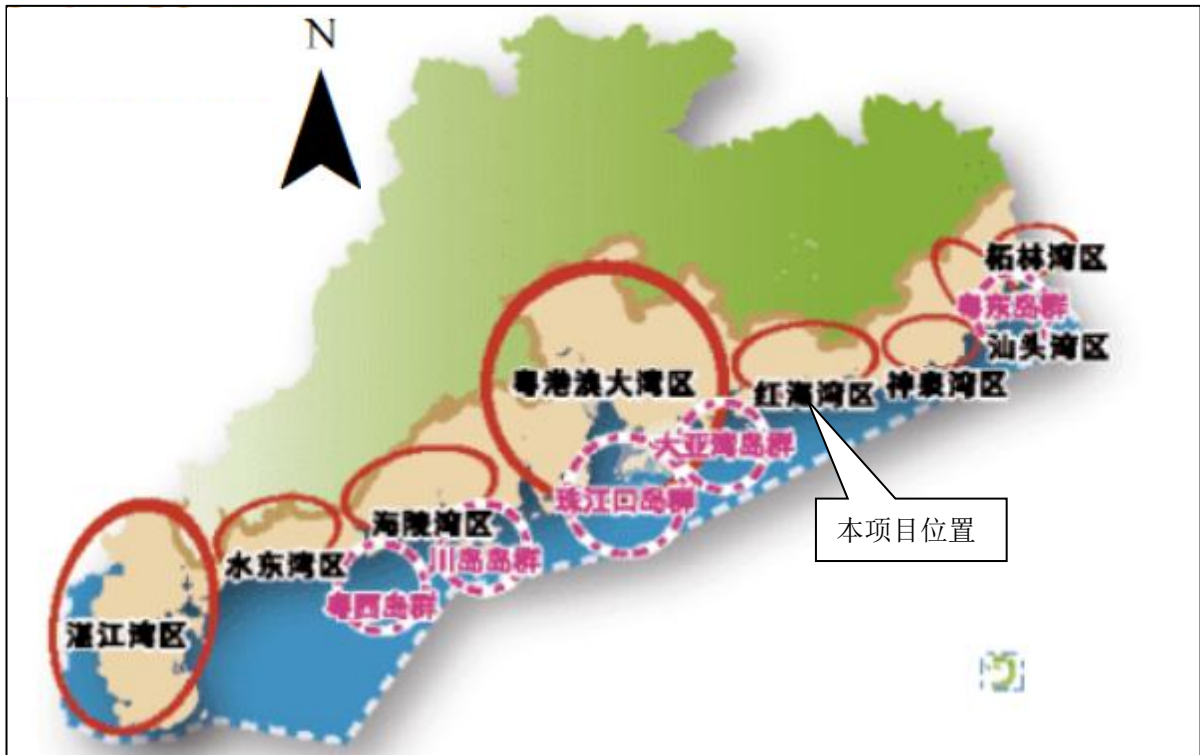 N
柘林湾区
粤东岛群
汕头湾区
神泉湾区
红海湾区
粤港澳大湾区
大亚湾岛群
珠江口岛群
本项目位置
海陵湾区
川岛岛群
水东湾区
粤西岛群
湛江湾区